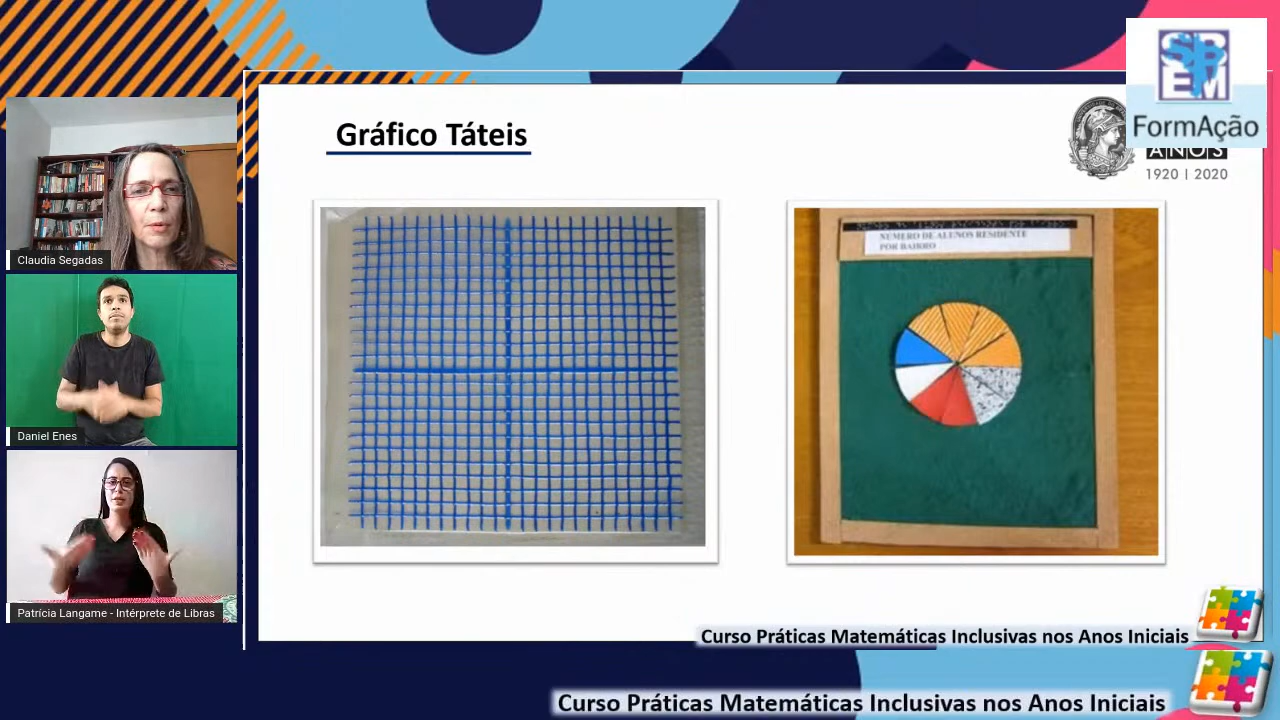 SBEM
FormAção
Gráfico Táteis
ANOS
1920 | 2020
NÚMERO DE ALUNOS RESIDENTE
POR BAIRRO
Claudia Segadas
Daniel Enes
Patrícia Langame - Intérprete de Libras
Curso Práticas Matemáticas Inclusivas nos Anos Iniciais
Curso Práticas Matemáticas Inclusivas nos Anos Iniciais